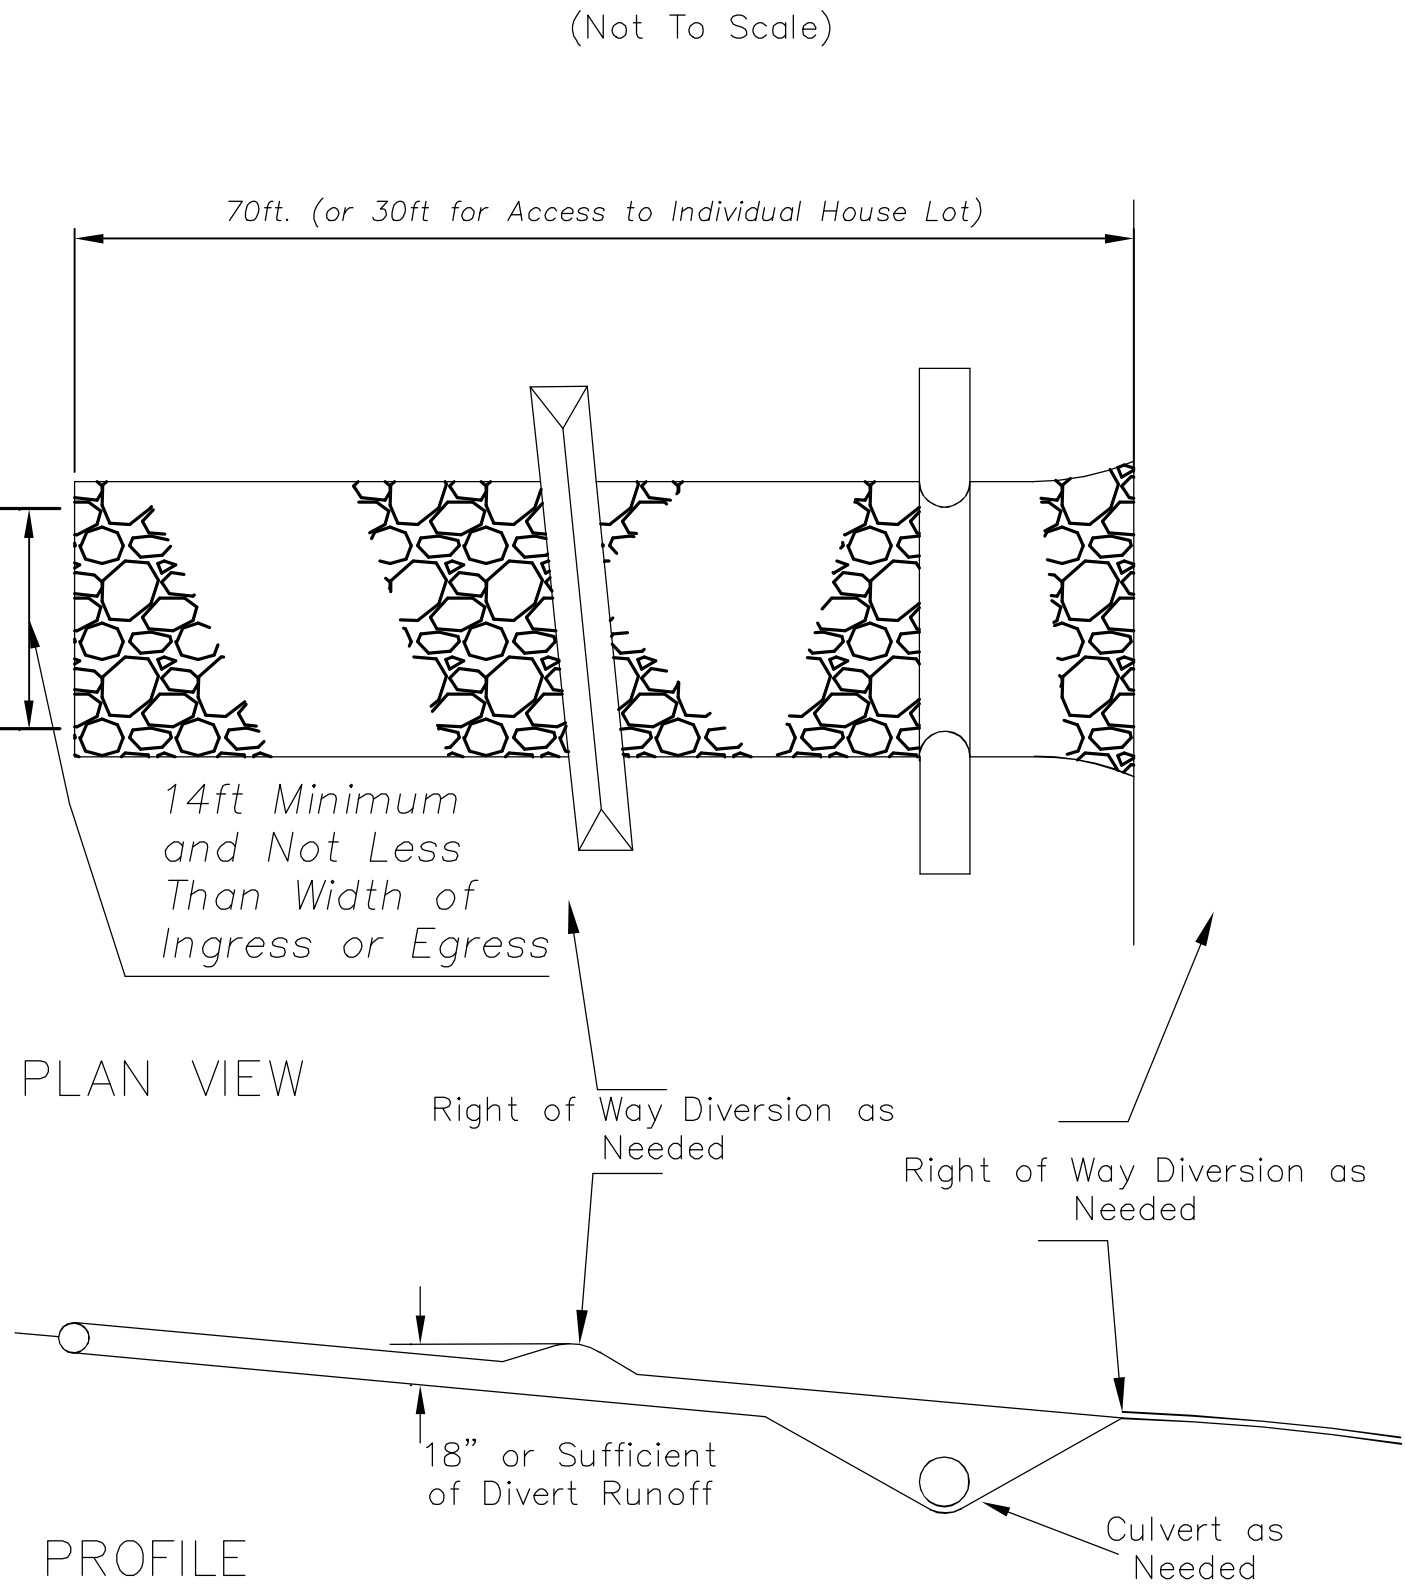 (Not To Scale)
70ft. (or 30ft for Access to Individual House Lot)
14ft Minimum
and Not Less
Than Width of
Ingress or Egress
PLAN VIEW
Right of Way Diversion as
Needed
Right of Way Diversion as
Needed
18” or Sufficient
of Divert Runoff
Culvert as
Needed
PROFILE